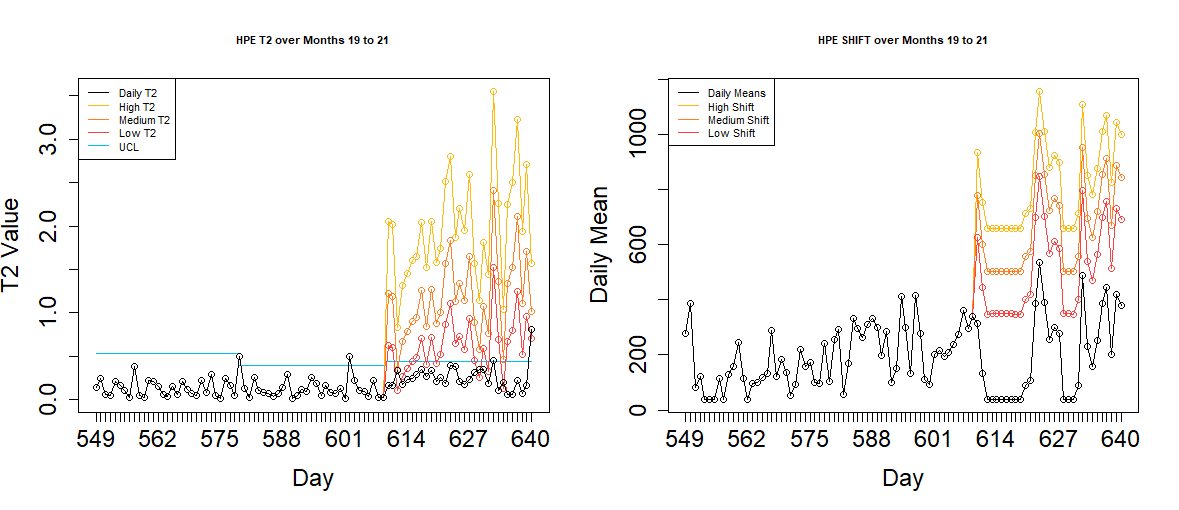 HPE T2 over Months 19 to 21
Daily T2
High T2
Medium T2
Low T2
UCL
T2 Value
0.0
1.0
2.0
3.0
549 562 575 588 601 614 627 640
Day
HPE SHIFT over Months 19 to 21
Daily Means
High Shift
Medium Shift
Low Shift
Daily Mean
0
200
600
1000
549 562 575 588 601 614 627 640
Day